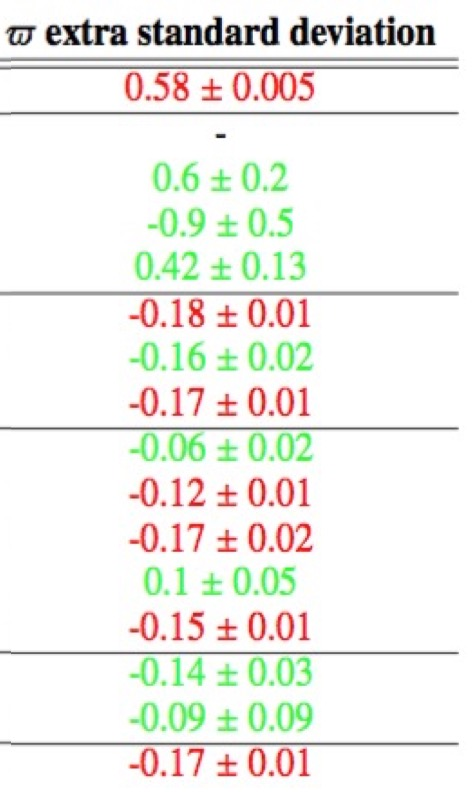 ϖ extra standard deviation
0.58 ± 0.005
-
0.6 ± 0.2
-0.9 ± 0.5
0.42 ± 0.13
-0.18 ± 0.01
-0.16 ± 0.02
-0.17 ± 0.01
-0.06 ± 0.02
-0.12 ± 0.01
-0.17 ± 0.02
0.1 ± 0.05
-0.15 ± 0.01
-0.14 ± 0.03
-0.09 ± 0.09
-0.17 ± 0.01